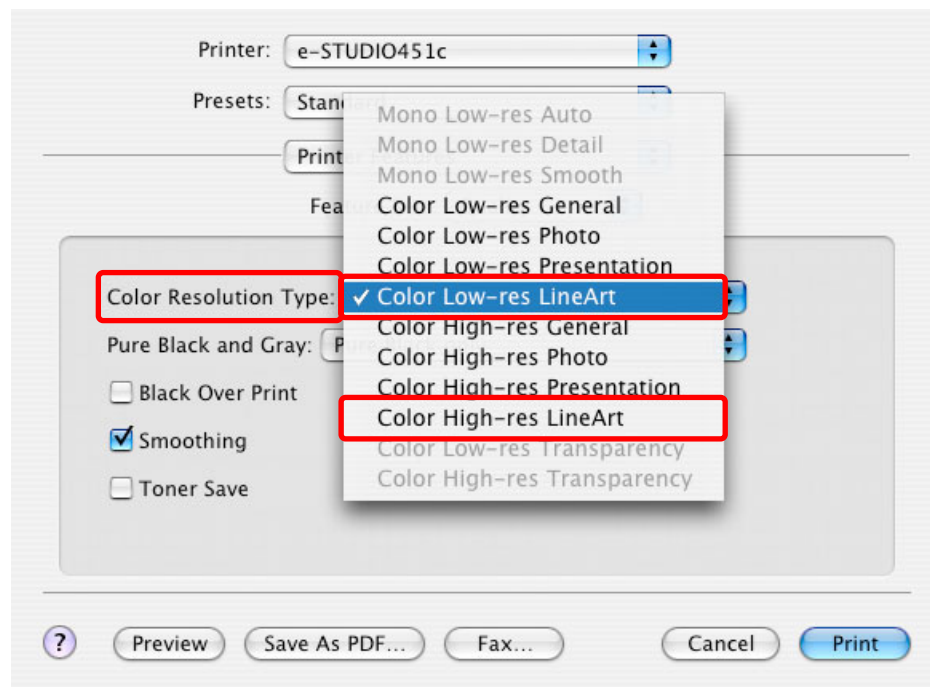 Printer: e-STUDIO451c
Presets: Stan
Mono Low-res Auto
Mono Low-res Detail
Print
Mono Low-res Smooth
Fea
Color Low-res General
Color Low-res Photo
Color Low-res Presentation
Color Resolution Type: ✓ Color Low-res LineArt
Color High-res General
Pure Black and Gray: P
Color High-res Photo
Black Over Print
Color High-res Presentation
Color High-res LineArt
Smoothing
Color Low-res Transparency
Color High-res Transparency
Toner Save
? Preview Save As PDF... Fax... Cancel Print